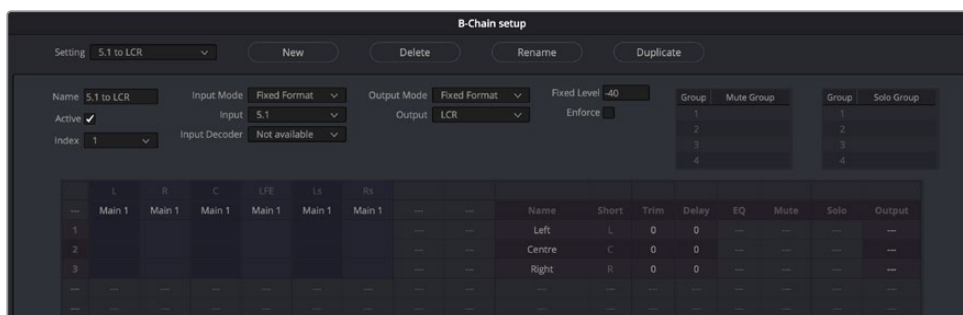 B-Chain setup
Setting 5.1 to LCR New Delete Rename Duplicate
Name 5.1 to LCR Input Mode Fixed Format Output Mode Fixed Format Fixed Level -40 Group Mute Group Group Solo Group
Active Input 5.1 Output LCR Enforce 1 1
Index 1 Input Decoder Not available 2 2
3 3
4 4
L R C LFE Ls Rs
--- Main 1 Main 1 Main 1 Main 1 Main 1 Main 1 --- --- Name Short Trim Delay EQ Mute Solo Output
1 --- --- Left L 0 0 --- --- --- ---
2 --- --- Centre C 0 0 --- --- --- ---
3 --- --- Right R 0 0 --- --- --- ---
--- --- --- --- --- --- --- --- --- --- --- --- --- --- --- --- ---
--- --- --- --- --- --- --- --- --- --- --- --- --- --- --- --- ---